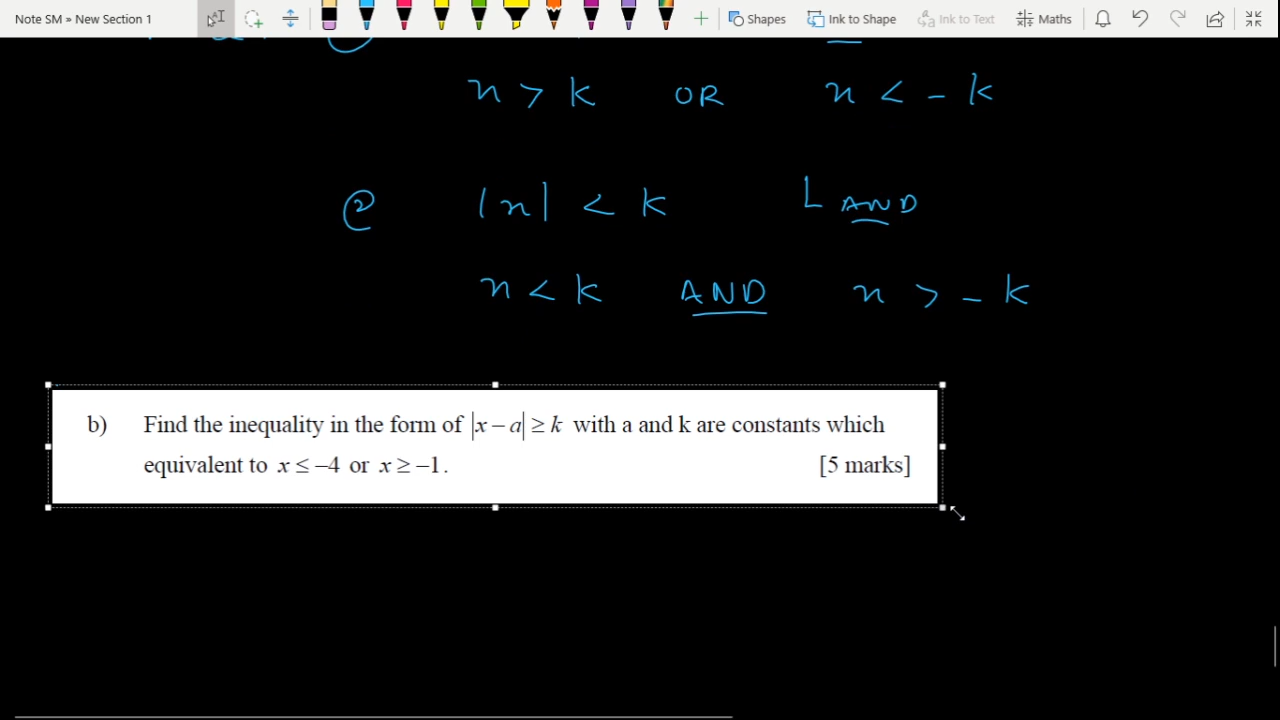 Note SM » New Section 1
Shapes Ink to Shape Ink to Text Maths
n > k OR n < - k
② |n| < k L AND
n < k AND n > - k
b) Find the inequality in the form of |x − a| ≥ k with a and k are constants which
equivalent to x ≤ −4 or x ≥ −1. [5 marks]